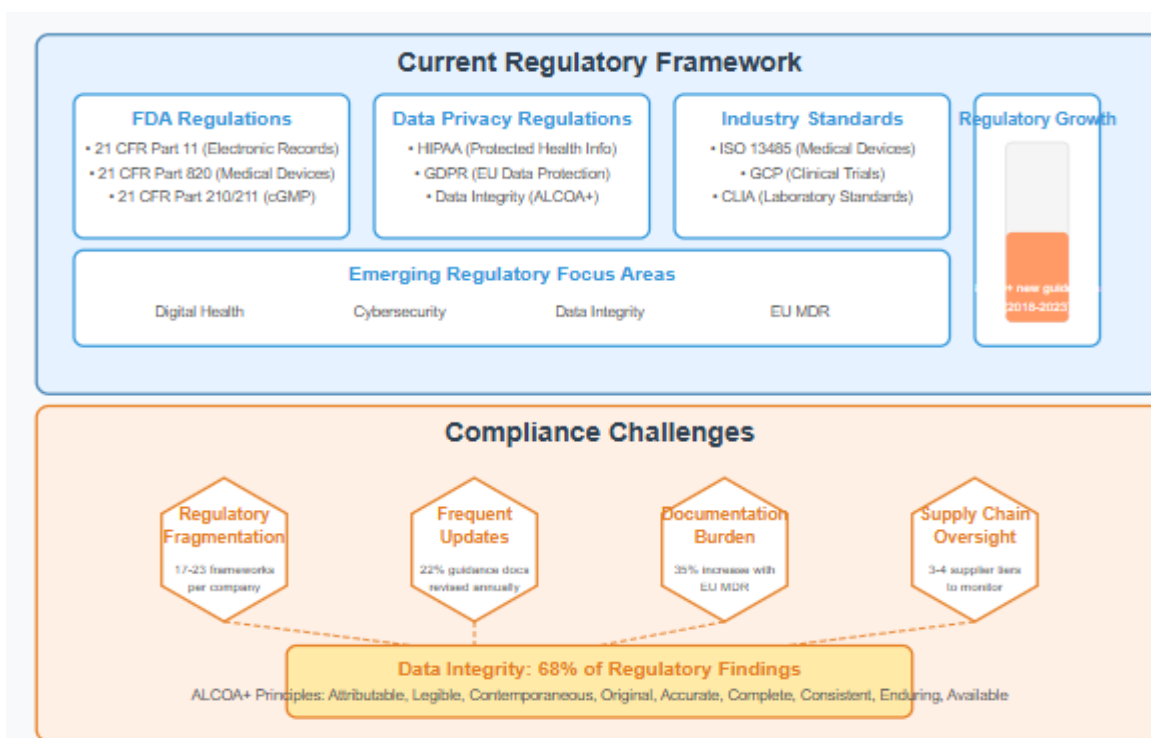 Current Regulatory Framework
FDA Regulations
• 21 CFR Part 11 (Electronic Records)
• 21 CFR Part 820 (Medical Devices)
• 21 CFR Part 210/211 (cGMP)
Data Privacy Regulations
• HIPAA (Protected Health Info)
• GDPR (EU Data Protection)
• Data Integrity (ALCOA+)
Industry Standards
• ISO 13485 (Medical Devices)
• GCP (Clinical Trials)
• CLIA (Laboratory Standards)
Regulatory Growth
+ new
(2018-2023)
Emerging Regulatory Focus Areas
Digital Health
Cybersecurity
Data Integrity
EU MDR
Compliance Challenges
Regulatory
Fragmentation
17-23 frameworks
per company
Frequent
Updates
22% guidance docs
revised annually
Documentation
Burden
35% increase with
EU MDR
Supply Chain
Oversight
3-4 supplier tiers
to monitor
Data Integrity: 68% of Regulatory Findings
ALCOA+ Principles: Attributable, Legible, Contemporaneous, Original, Accurate, Complete, Consistent, Enduring, Available